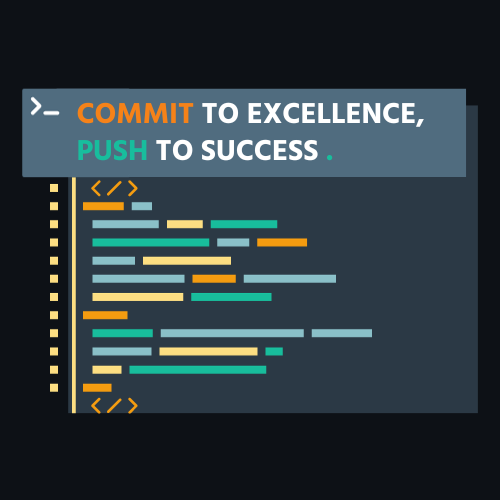 >_ COMMIT TO EXCELLENCE,
PUSH TO SUCCESS .
</>
</>